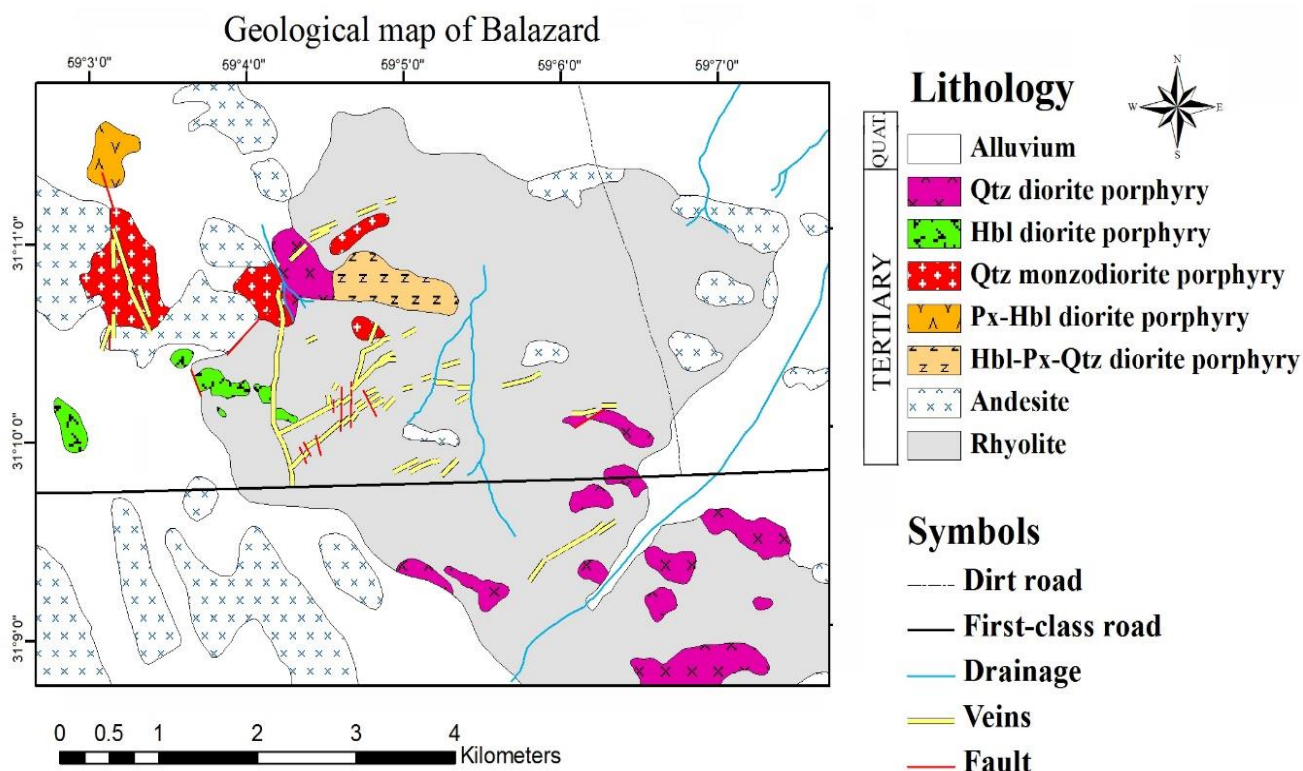 Geological map of Balazard
59°3'0"
59°4'0"
59°5'0"
59°6'0"
59°7'0"
31°11'0"
31°10'0"
31°9'0"
0 0.5 1 2 3 4
Kilometers
Lithology
N
W
E
S
QUAT.
TERTIARY
Alluvium
Qtz diorite porphyry
Hbl diorite porphyry
Qtz monzodiorite porphyry
Px-Hbl diorite porphyry
Hbl-Px-Qtz diorite porphyry
Andesite
Rhyolite
Symbols
Dirt road
First-class road
Drainage
Veins
Fault